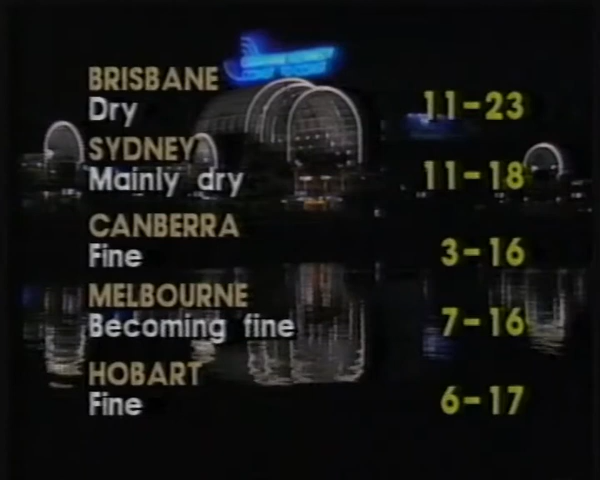 BRISBANE
Dry 11-23
SYDNEY
Mainly dry 11-18
CANBERRA
Fine 3-16
MELBOURNE
Becoming fine 7-16
HOBART
Fine 6-17